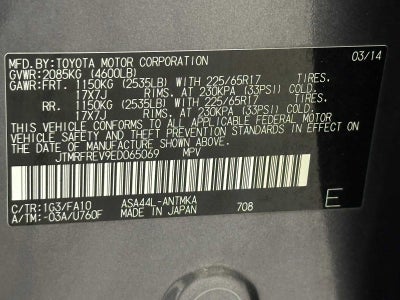 MFD.BY:TOYOTA MOTOR CORPORATION 03/14
GVWR:2085KG (4600LB)
GAWR:FRT. 1150KG (2535LB) WITH 225/65R17 TIRES,
17X7J RIMS, AT 230KPA (33PSI) COLD.
RR. 1150KG (2535LB) WITH 225/65R17 TIRES,
17X7J RIMS, AT 230KPA (33PSI) COLD.
THIS VEHICLE CONFORMS TO ALL APPLICABLE FEDERAL MOTOR
VEHICLE SAFETY AND BUMPER STANDARDS IN EFFECT ON
THE DATE OF MANUFACTURE SHOWN ABOVE.
JTMRFREV9ED065069 MPV
C/TR:1G3/FA10 ASA44L-ANTMKA
A/TM:-03A/U760F MADE IN JAPAN 708
E